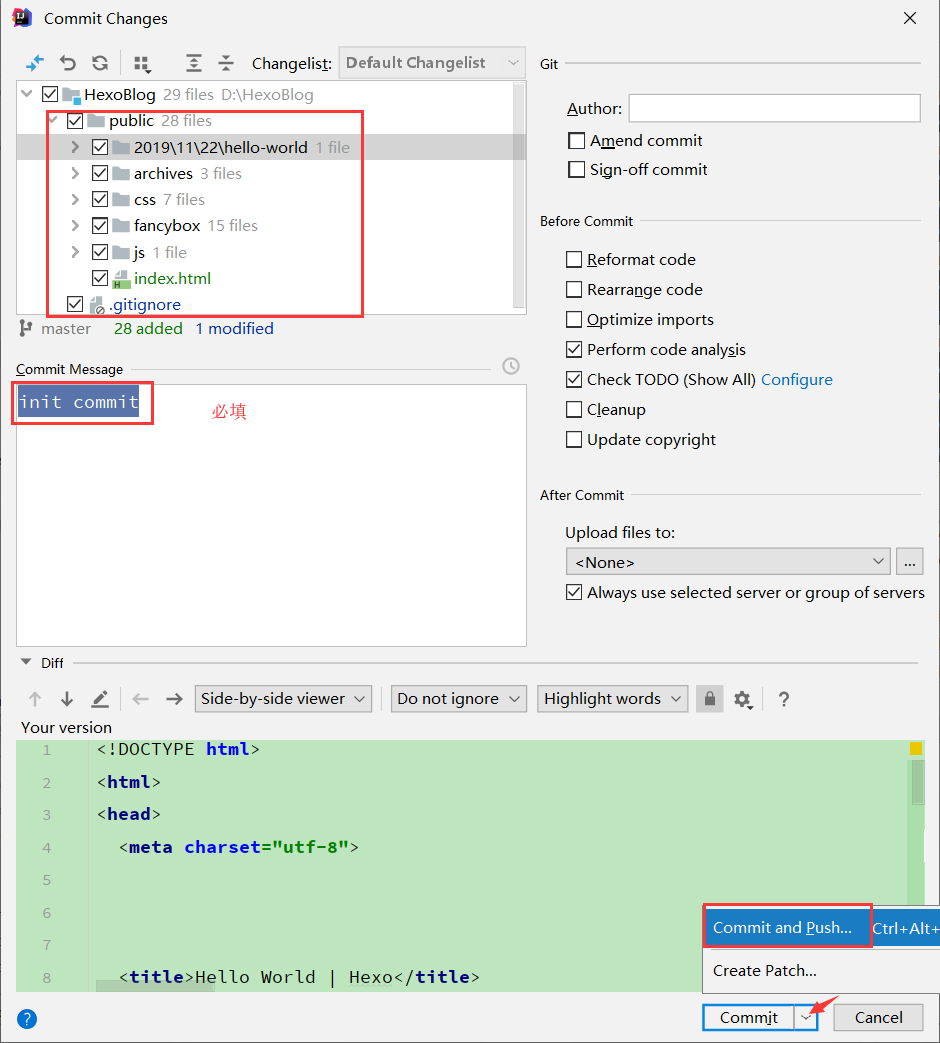 Commit Changes
Changelist: Default Changelist
HexoBlog 29 files D:\HexoBlog
public 28 files
2019\11\22\hello-world 1 file
archives 3 files
css 7 files
fancybox 15 files
js 1 file
index.html
.gitignore
master 28 added 1 modified
Commit Message
init commit
必填
Git
Author:
Amend commit
Sign-off commit
Before Commit
Reformat code
Rearrange code
Optimize imports
Perform code analysis
Check TODO (Show All) Configure
Cleanup
Update copyright
After Commit
Upload files to:
<None>
...
Always use selected server or group of servers
Diff
Side-by-side viewer Do not ignore Highlight words ?
Your version
1 <!DOCTYPE html>
2 <html>
3 <head>
4 <meta charset="utf-8">
5
6
7
8 <title>Hello World | Hexo</title>
Commit and Push... Ctrl+Alt+
Create Patch...
? Commit Cancel